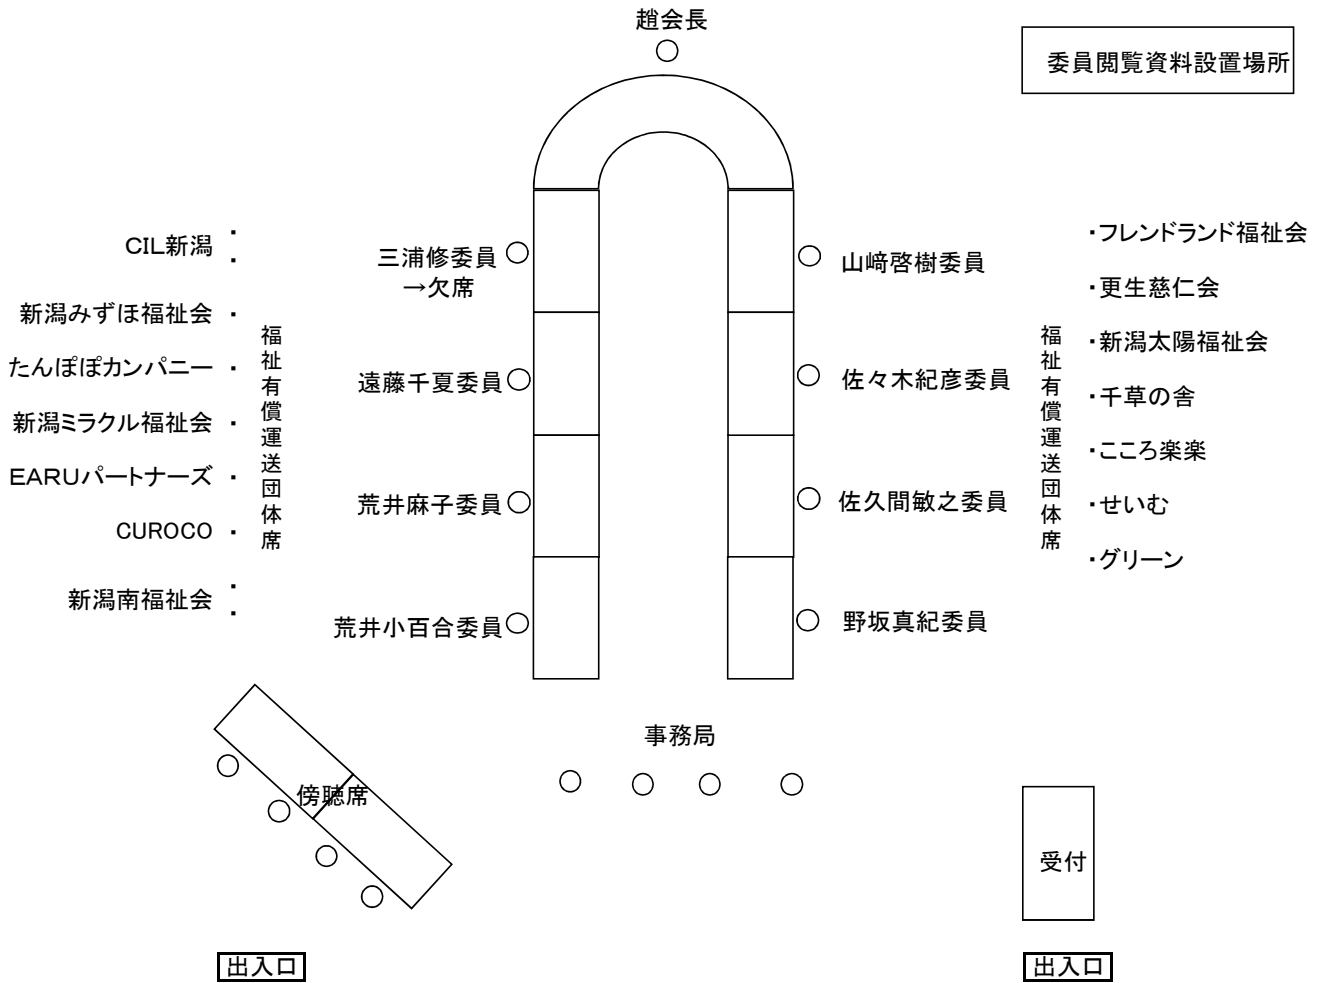 趙会長
委員閲覧資料設置場所
CIL新潟
新潟みずほ福祉会
たんぽぽカンパニー
新潟ミラクル福祉会
EARUパートナーズ
CUROCO
新潟南福祉会
福祉有償運送団体席
三浦修委員
→欠席
遠藤千夏委員
荒井麻子委員
荒井小百合委員
山﨑啓樹委員
佐々木紀彦委員
佐久間敏之委員
野坂真紀委員
福祉有償運送団体席
・フレンドランド福祉会
・更生慈仁会
・新潟太陽福祉会
・千草の舎
・こころ楽楽
・せいむ
・グリーン
事務局
傍聴席
受付
出入口
出入口